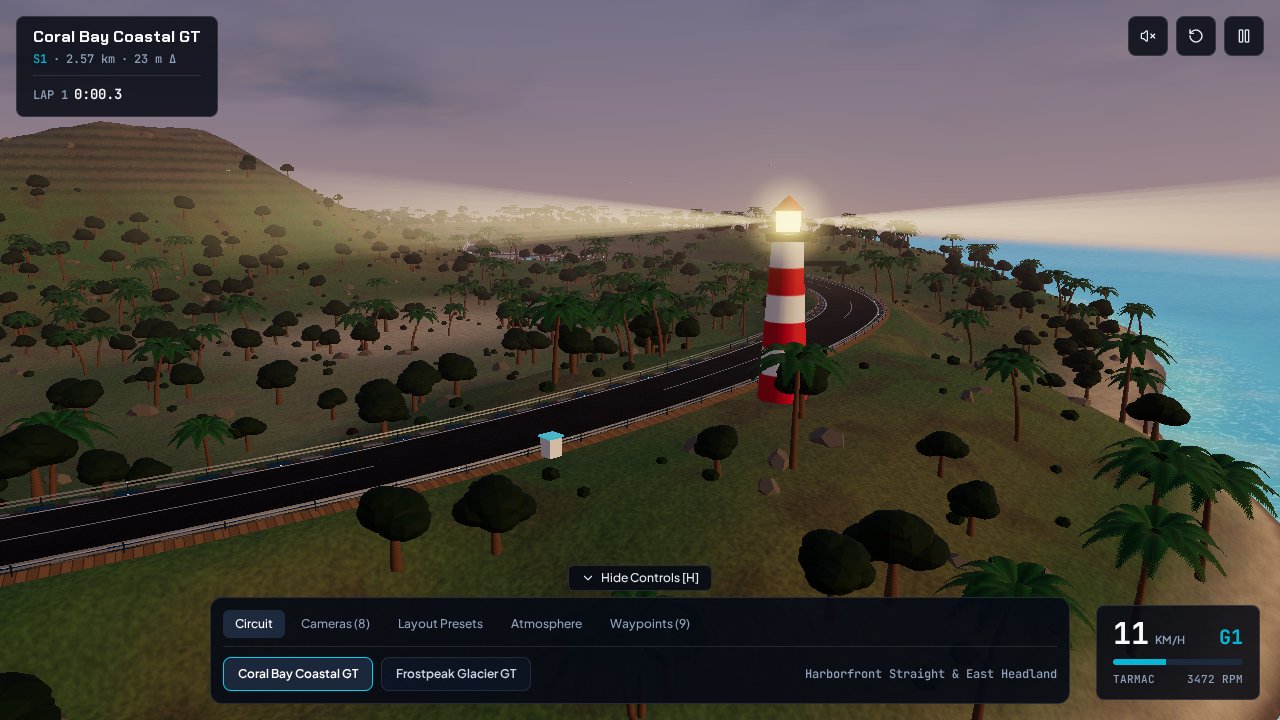 Coral Bay Coastal GT
S1 · 2.57 km · 23 m Δ
LAP 1 0:00.3
Hide Controls [H]
Circuit Cameras (8) Layout Presets Atmosphere Waypoints (9)
Coral Bay Coastal GT Frostpeak Glacier GT Harborfront Straight & East Headland
11 KM/H G1
TARMAC 3472 RPM